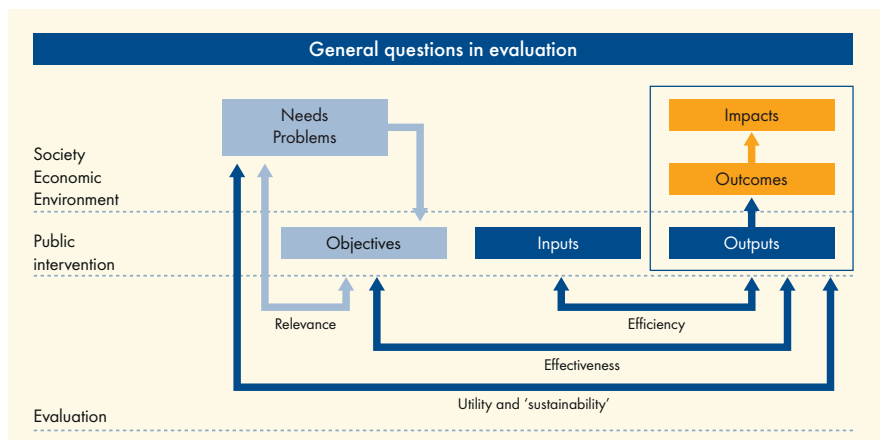 General questions in evaluation
Needs
Problems
Impacts
Society
Economic
Environment
Outcomes
Public
intervention
Objectives
Inputs
Outputs
Relevance
Efficiency
Effectiveness
Utility and ‘sustainability’
Evaluation